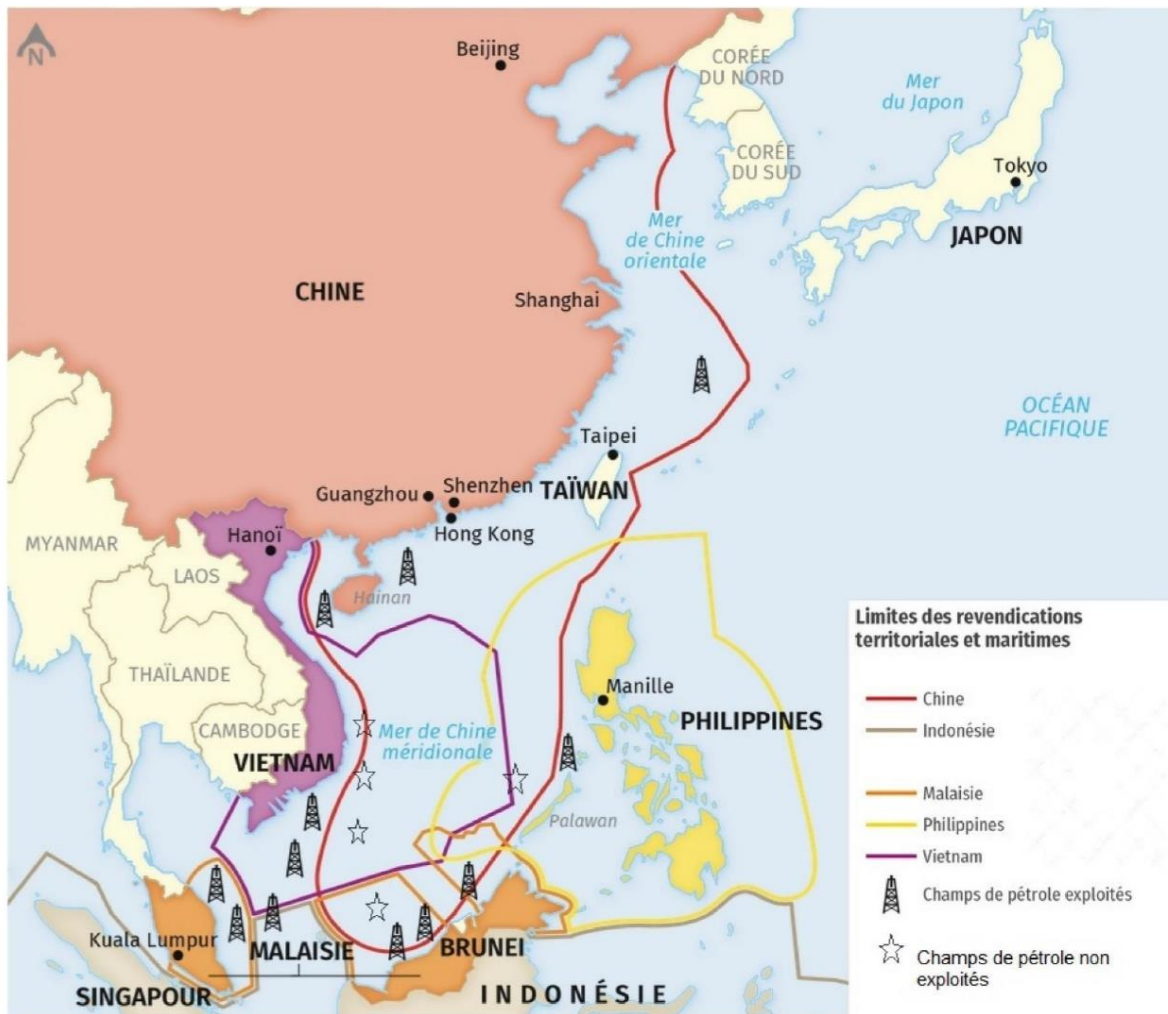 N
Beijing
CORÉE
DU NORD
Mer
du Japon
CORÉE
DU SUD
Tokyo
Mer
de Chine
orientale
JAPON
CHINE
Shanghai
OCÉAN
PACIFIQUE
Taipei
Shenzhen
Guangzhou
TAÏWAN
Hong Kong
Hanoï
MYANMAR
LAOS
Hainan
THAÏLANDE
Manille
CAMBODGE
PHILIPPINES
Mer de Chine
méridionale
VIETNAM
Palawan
Kuala Lumpur
MALAISIE
BRUNEI
SINGAPOUR
INDONÉSIE
Limites des revendications
territoriales et maritimes
Chine
Indonésie
Malaisie
Philippines
Vietnam
Champs de pétrole exploités
Champs de pétrole non
exploités